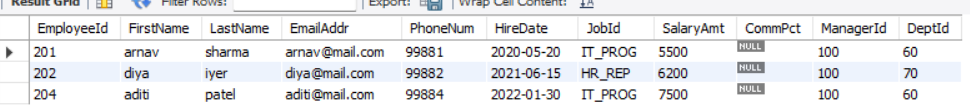 Result Grid Filter Rows: Export: Wrap Cell Content: IA
EmployeeId FirstName LastName EmailAddr PhoneNum HireDate JobId SalaryAmt CommPct ManagerId DeptId
201 arnav sharma arnav@mail.com 99881 2020-05-20 IT_PROG 5500 NULL 100 60
202 diya iyer diya@mail.com 99882 2021-06-15 HR_REP 6200 NULL 100 70
204 aditi patel aditi@mail.com 99884 2022-01-30 IT_PROG 7500 NULL 100 60